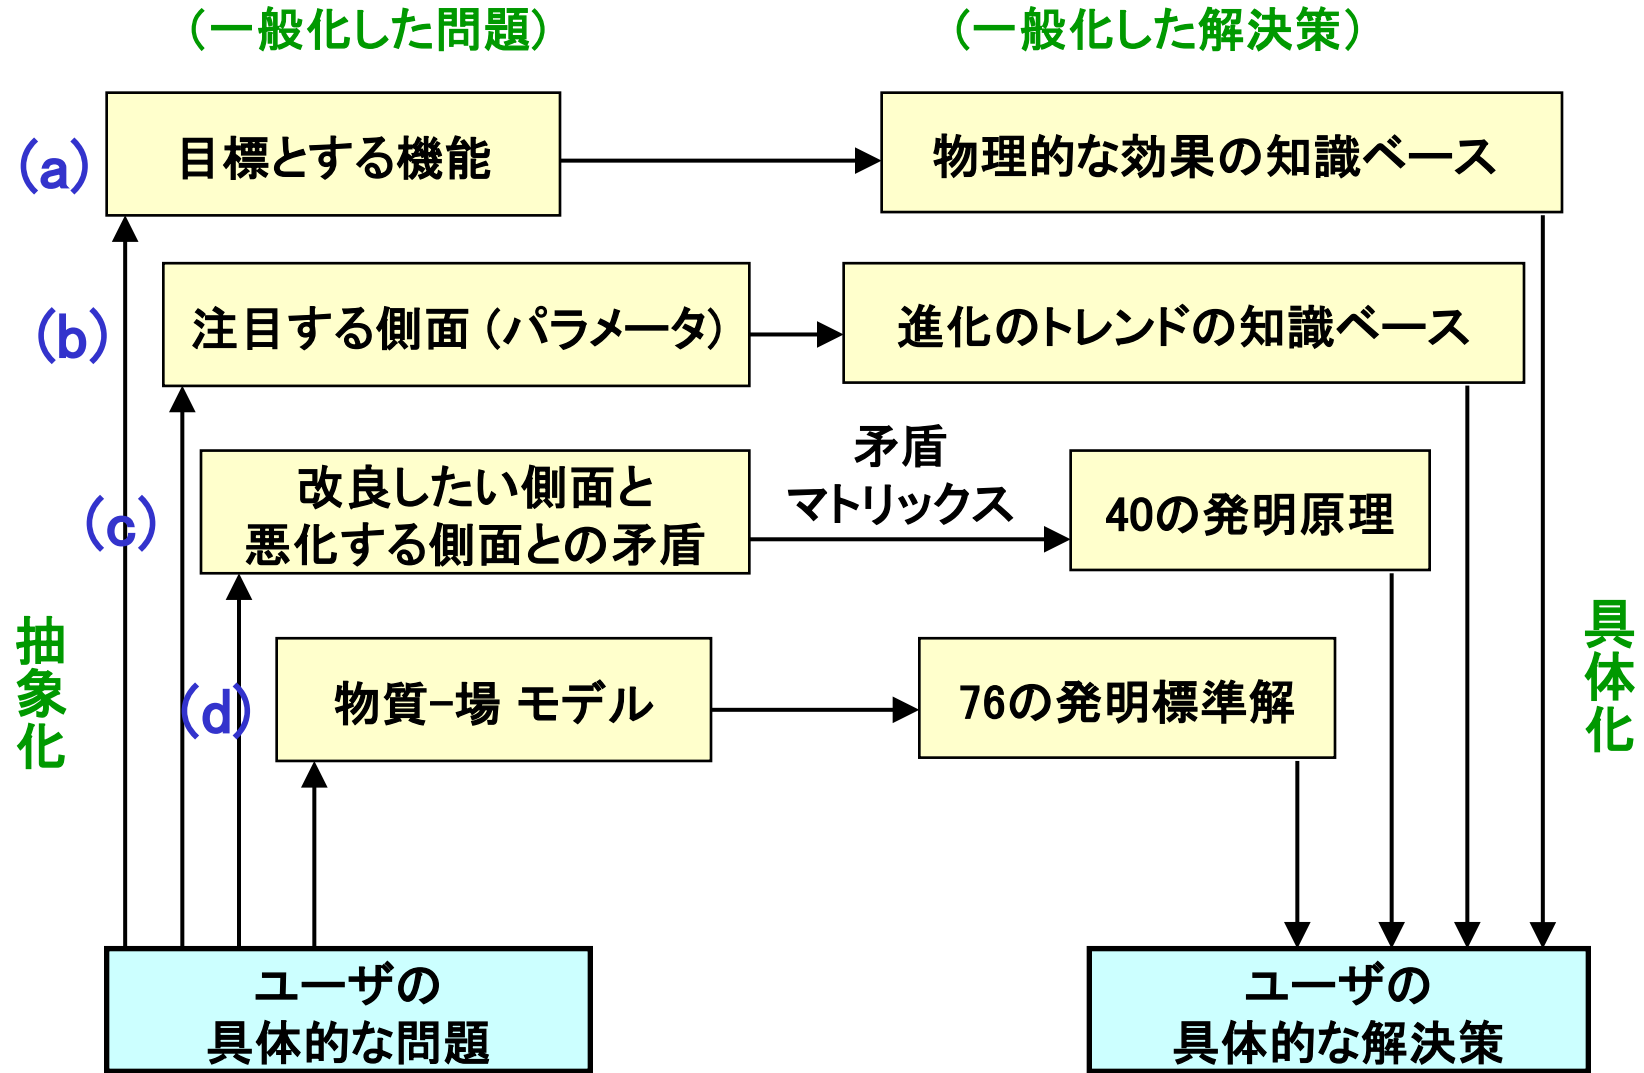 （一般化した問題）
（一般化した解決策）
(a)
目標とする機能
物理的な効果の知識ベース
(b)
注目する側面（パラメータ）
進化のトレンドの知識ベース
(c)
改良したい側面と
悪化する側面との矛盾
矛盾
マトリックス
40の発明原理
(d)
物質-場 モデル
76の発明標準解
抽象化
具体化
ユーザの
具体的な問題
ユーザの
具体的な解決策